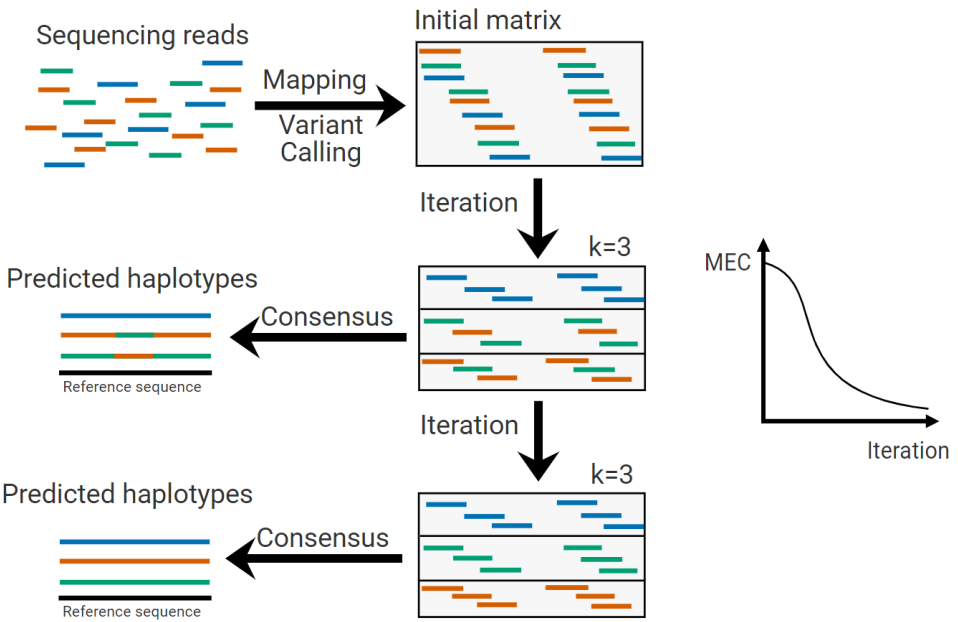 Sequencing reads
Initial matrix
Mapping
Variant
Calling
Iteration
k=3
Predicted haplotypes
Consensus
Reference sequence
MEC
Iteration
Iteration
k=3
Predicted haplotypes
Consensus
Reference sequence